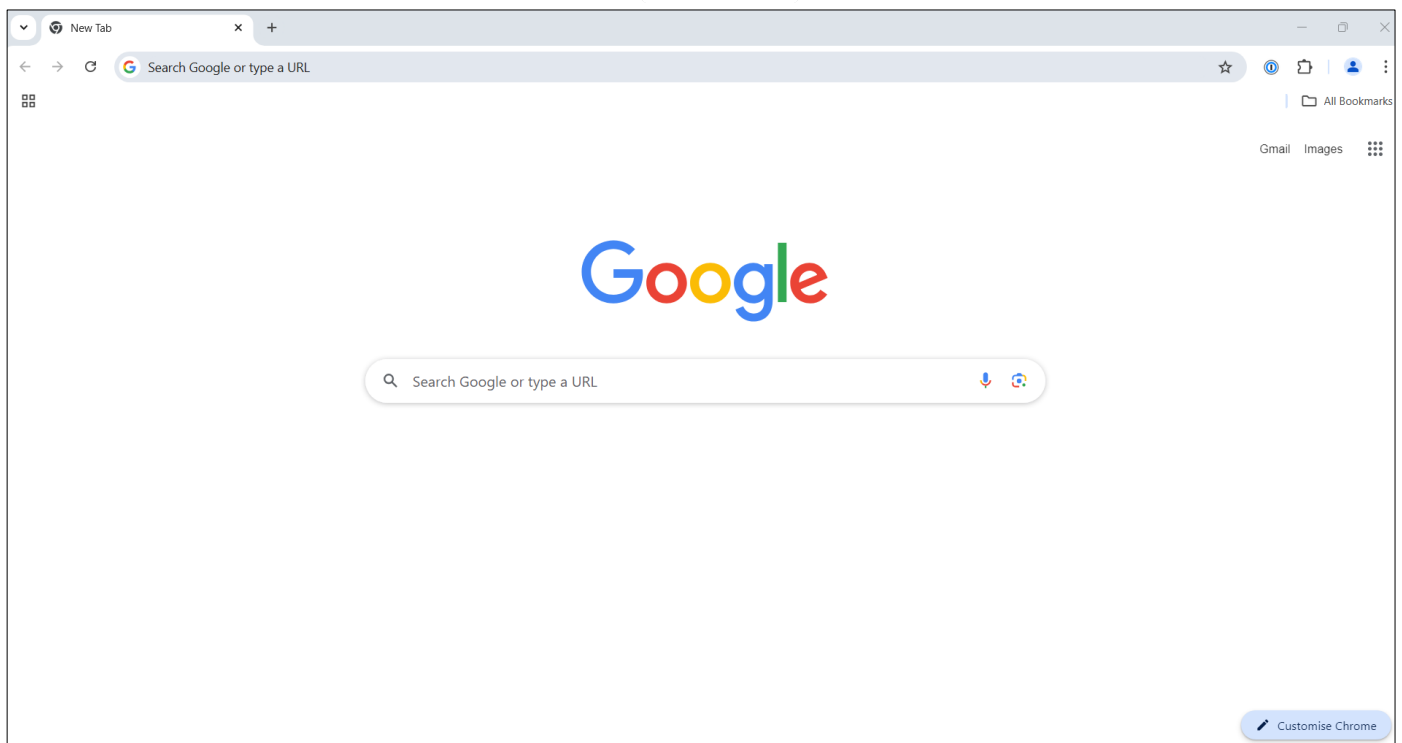 New Tab
Search Google or type a URL
All Bookmarks
Gmail Images
Google
Search Google or type a URL
Customise Chrome